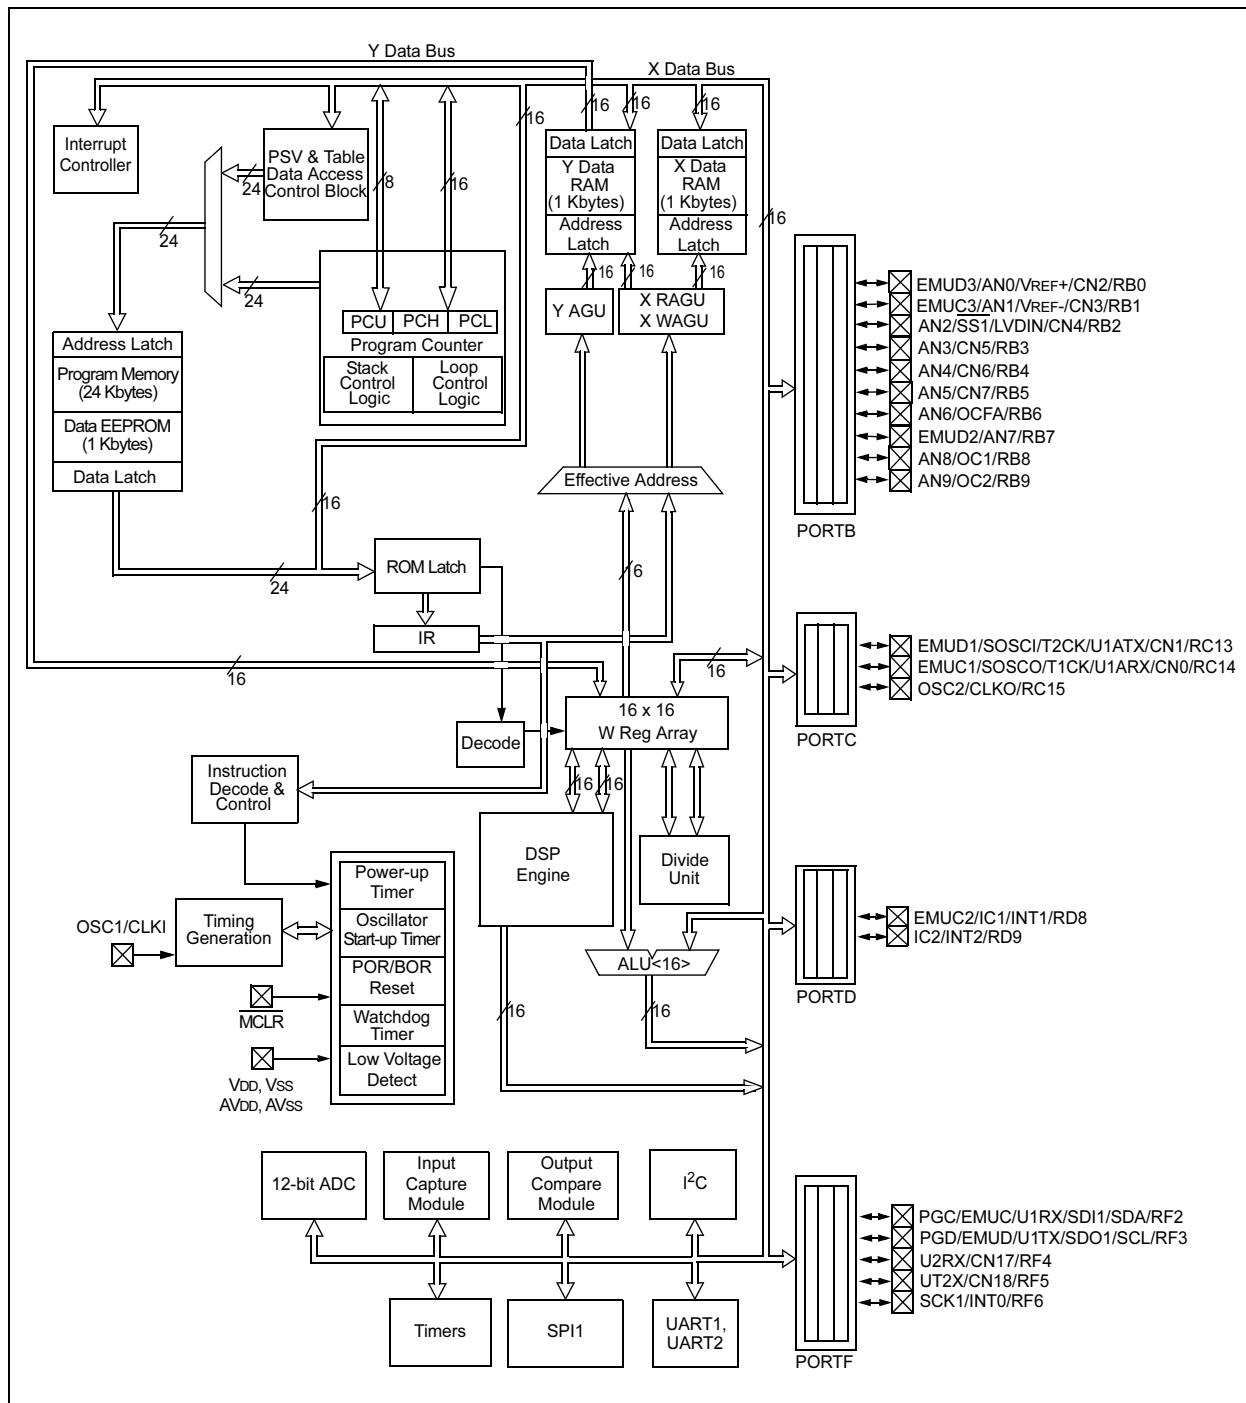 Y Data Bus
X Data Bus
16
16
16
16
Interrupt
Controller
PSV & Table
Data Access
Control Block
24
8
16
24
24
Data Latch
Y Data
RAM
(1 Kbytes)
Address
Latch
Data Latch
X Data
RAM
(1 Kbytes)
Address
Latch
16
16
16
16
Y AGU
X RAGU
X WAGU
PCU
PCH
PCL
Program Counter
Stack
Control
Logic
Loop
Control
Logic
Address Latch
Program Memory
(24 Kbytes)
Data EEPROM
(1 Kbytes)
Data Latch
16
24
Effective Address
ROM Latch
16
IR
16
16
Decode
16 x 16
W Reg Array
16
16
Instruction
Decode &
Control
DSP
Engine
Divide
Unit
Power-up
Timer
Oscillator
Start-up Timer
POR/BOR
Reset
Watchdog
Timer
Low Voltage
Detect
OSC1/CLKI
Timing
Generation
MCLR
VDD, VSS
AVDD, AVSS
ALU<16>
16
16
12-bit ADC
Input
Capture
Module
Output
Compare
Module
I2C
Timers
SPI1
UART1,
UART2
EMUD3/AN0/VREF+/CN2/RB0
EMUC3/AN1/VREF-/CN3/RB1
AN2/SS1/LVDIN/CN4/RB2
AN3/CN5/RB3
AN4/CN6/RB4
AN5/CN7/RB5
AN6/OCFA/RB6
EMUD2/AN7/RB7
AN8/OC1/RB8
AN9/OC2/RB9
PORTB
EMUD1/SOSCI/T2CK/U1ATX/CN1/RC13
EMUC1/SOSCO/T1CK/U1ARX/CN0/RC14
OSC2/CLKO/RC15
PORTC
EMUC2/IC1/INT1/RD8
IC2/INT2/RD9
PORTD
PGC/EMUC/U1RX/SDI1/SDA/RF2
PGD/EMUD/U1TX/SDO1/SCL/RF3
U2RX/CN17/RF4
UT2X/CN18/RF5
SCK1/INT0/RF6
PORTF